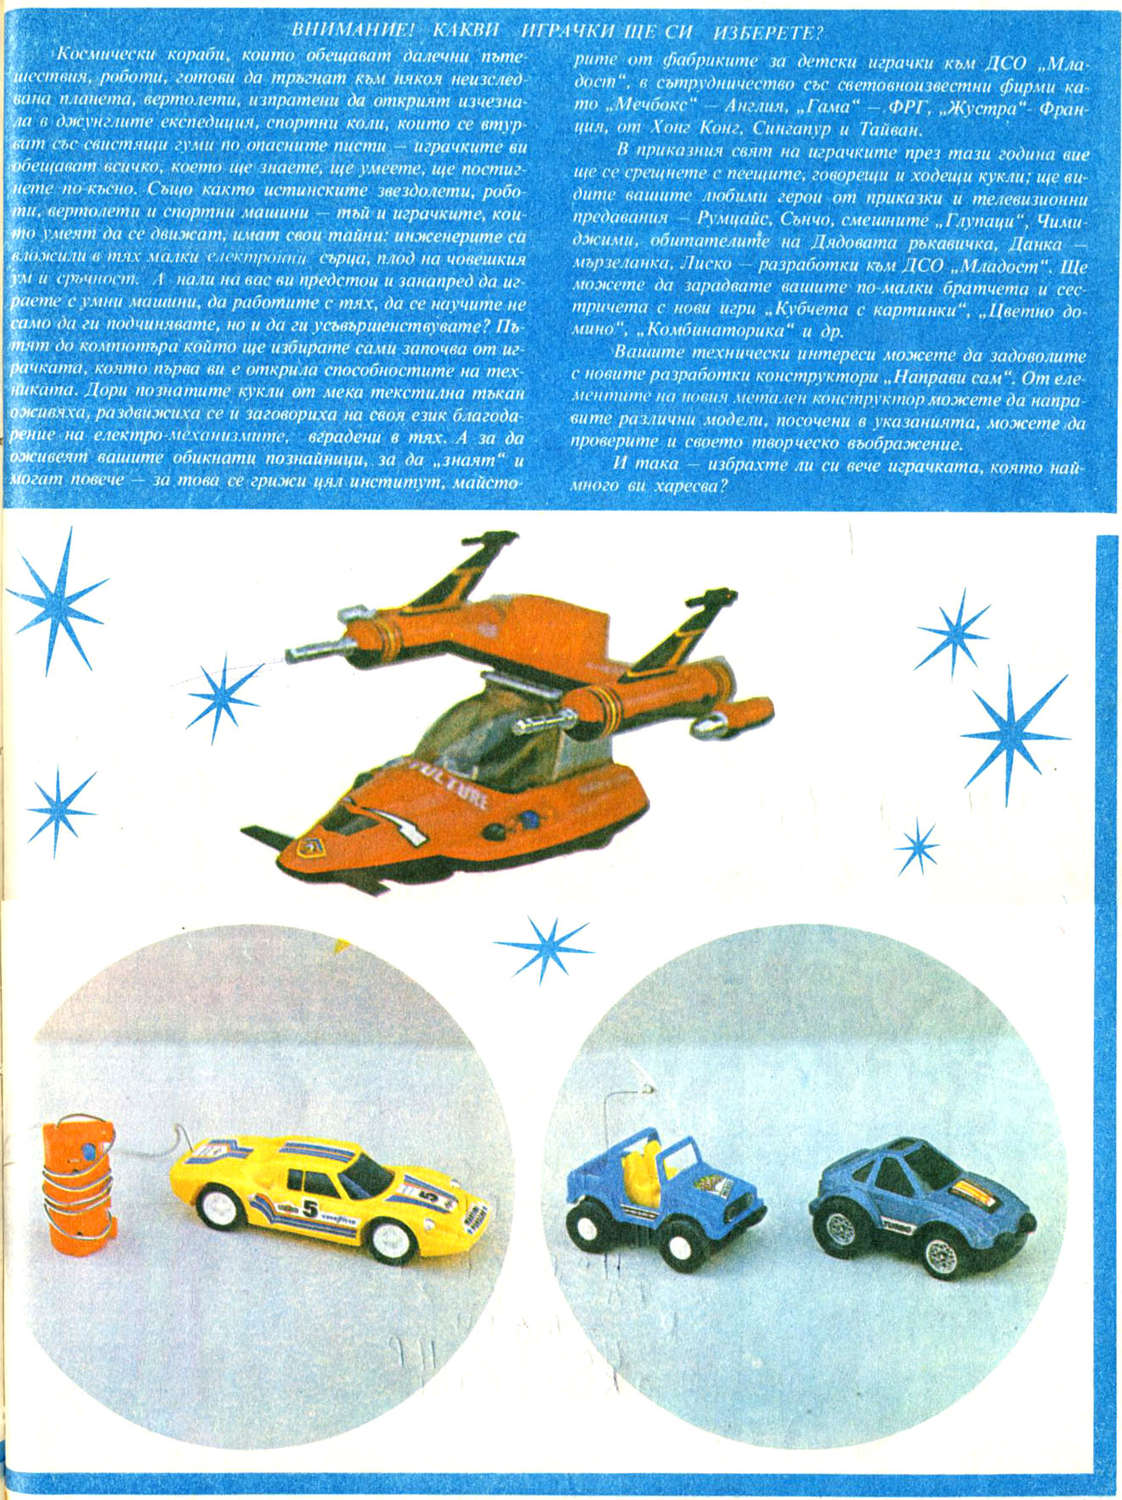 ВНИМАНИЕ! КАКВИ ИГРАЧКИ ЩЕ СИ ИЗБЕРЕТЕ?
Космически кораби, които обещават далечни пъте-
шествия, роботи, готови да тръгнат към някоя неизслед-
вана планета, вертолети, изпратени да открият изчезна-
ла в джунглите експедиция, спортни коли, които се втур-
ват със свистящи гуми по опасните писти — играчките ви
обещават всичко, което ще знаете, ще умеете, ще постиг-
нете по-късно. Също както истинските звездолети, робо-
ти, вертолети и спортни машини — тъй и играчките, кои-
то умеят да се движат, имат свои тайни: инженерите са
вложили в тях малки електронни сърца, плод на човешкия
ум и сръчност. А нали на вас ви предстои и занапред да иг-
раете с умни машини, да работите с тях, да се научите не
само да ги подчинявате, но и да ги усъвършенствувате? Пъ-
тят до компютъра който ще избирате сами започва от иг-
рачката, която първа ви е открила способностите на тех-
никата. Дори познатите кукли от мека текстилна тъкан
оживяха, раздвижиха се и заговориха на своя език благода-
рение на електро-механизмите, вградени в тях. А за да
оживеят вашите обикнати познайници, за да „знаят“ и
могат повече — за това се грижи цял институт, майсто-
рите от фабриките за детски играчки към ДСО „Мла-
дост“, в сътрудничество със световноизвестни фирми ка-
то „Мечбокс“ — Англия, „Гама“ — ФРГ, „Жустра“- Фран-
ция, от Хонг Конг, Сингапур и Тайван.
В приказния свят на играчките през тази година вие
ще се срещнете с пеещите, говорещи и ходещи кукли; ще ви-
дите вашите любими герои от приказки и телевизионни
предавания — Румцайс, Сънчо, смешните „Глупаци“, Чими-
джими, обитателите на Дядовата ръкавичка, Данка —
мързеланка, Лиско — разработки към ДСО „Младост“. Ще
можете да зарадвате вашите по-малки братчета и сес-
тричета с нови игри „Кубчета с картинки“, „Цветно до-
мино“, „Комбинаторика“ и др.
Вашите технически интереси можете да задоволите
с новите разработки конструктори „Направи сам“. От еле-
ментите на новия метален конструктор можете да напра-
вите различни модели, посочени в указанията, можете да
проверите и своето творческо въображение.
И така — избрахте ли си вече играчката, която най-
много ви харесва?
VULTURE
5
5
TURBO